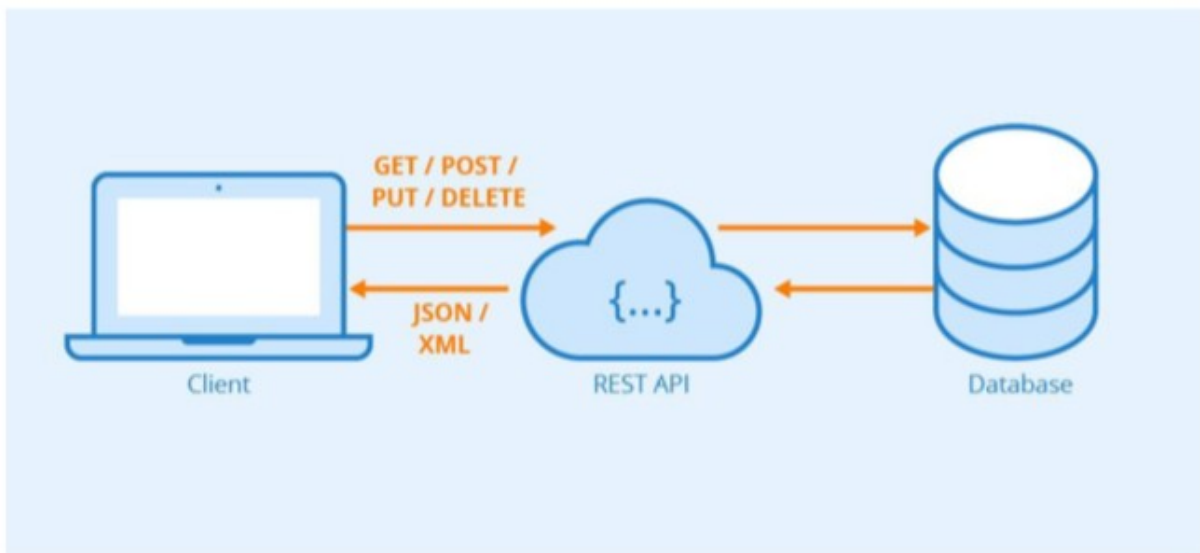 GET / POST /
PUT / DELETE
JSON /
XML
{...}
Client
REST API
Database